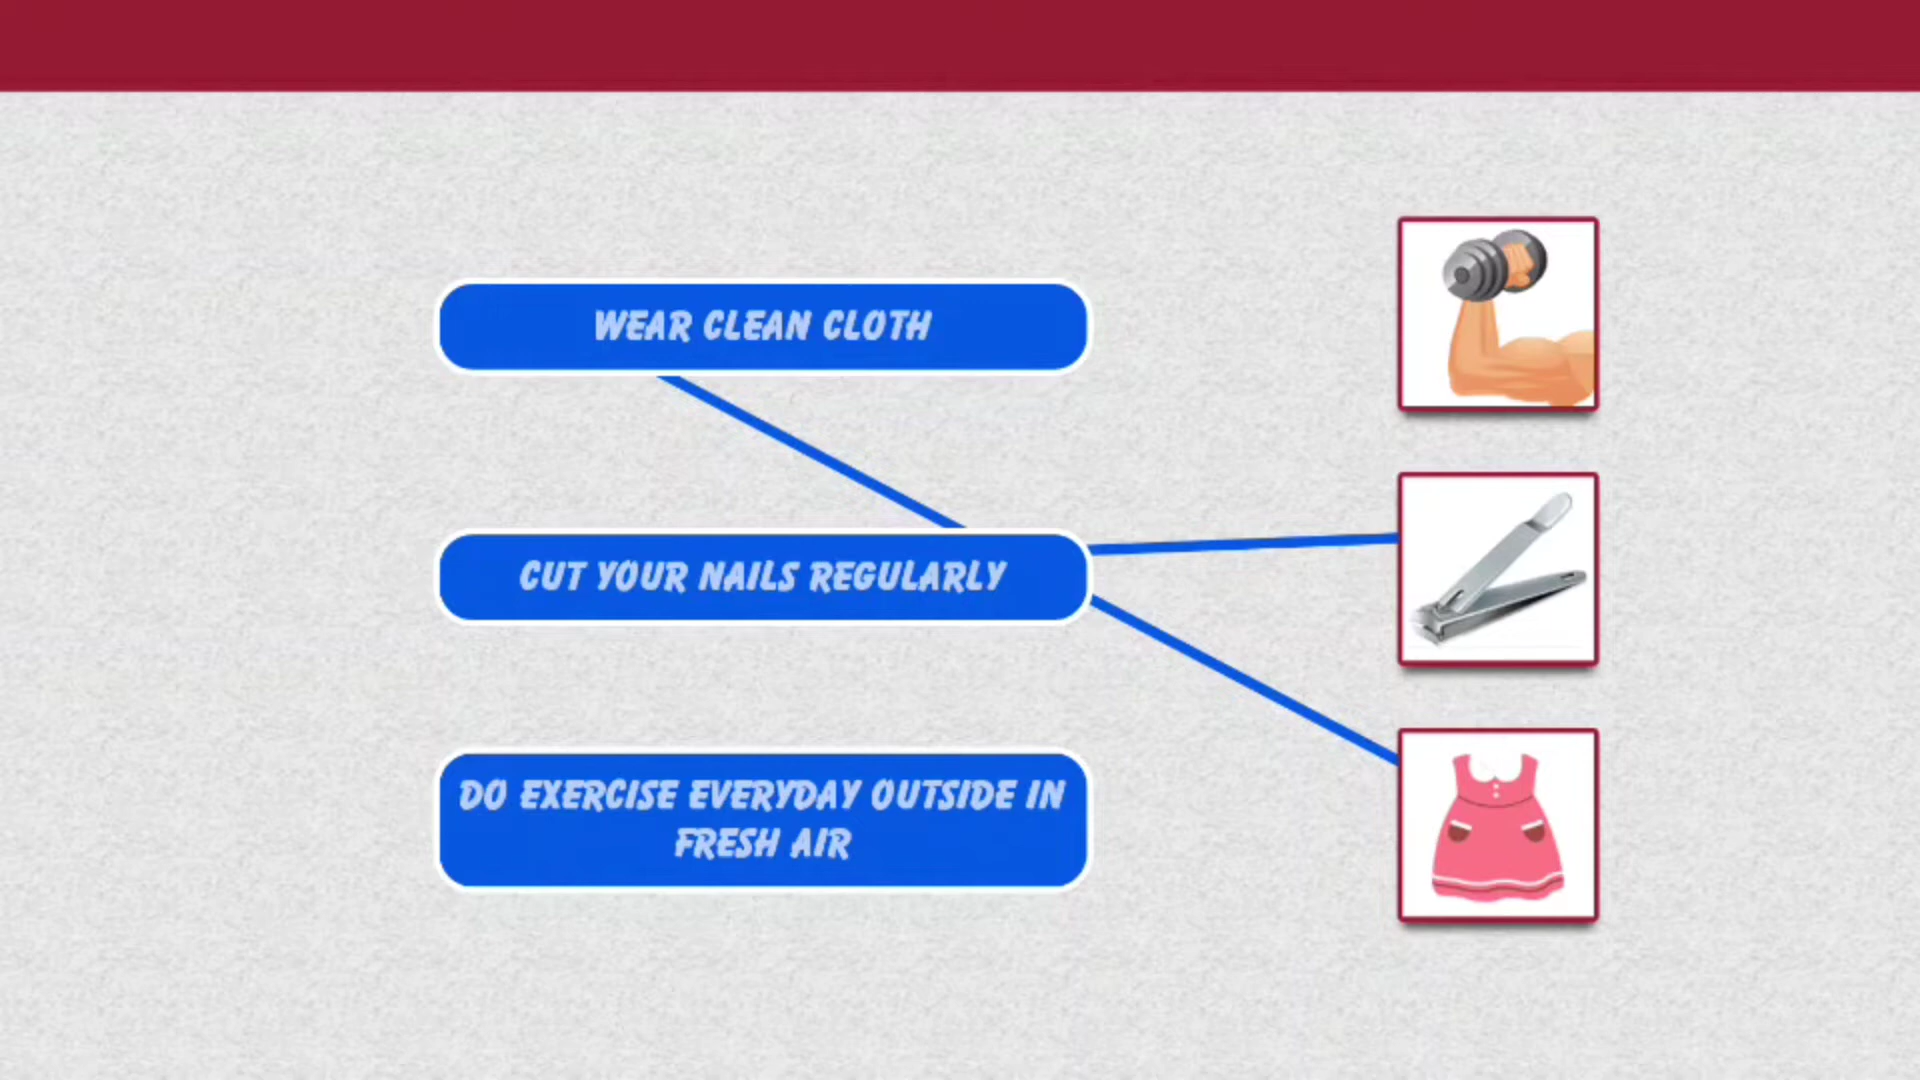 WEAR CLEAN CLOTH
CUT YOUR NAILS REGULARLY
DO EXERCISE EVERYDAY OUTSIDE IN
FRESH AIR